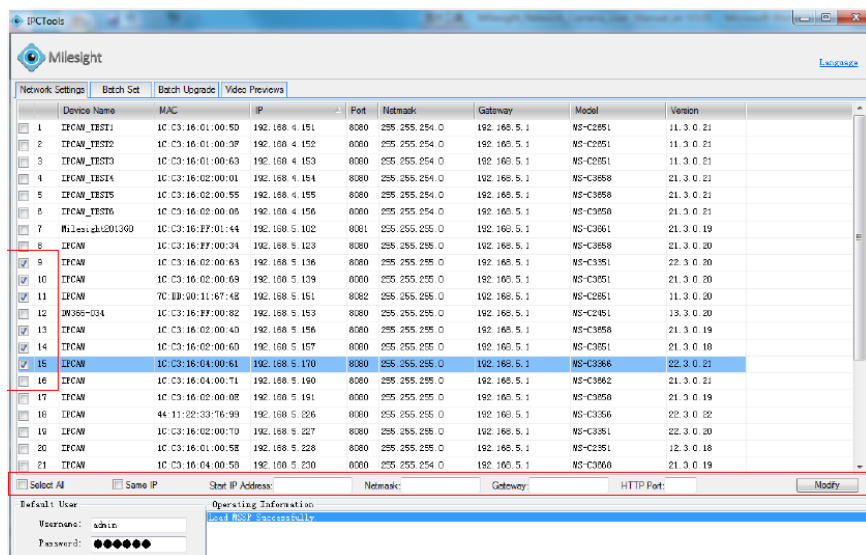 IPCTools
Milesight
Language
Network Settings Batch Set Batch Upgrade Video Previews
Device Name MAC IP Port Netmask Gateway Model Version
1 IPCAM_TEST1 1C:C3:16:01:00:5D 192.168.4.151 8080 255.255.254.0 192.168.5.1 MS-C2651 11.3.0.21
2 IPCAM_TEST2 1C:C3:16:01:00:3F 192.168.4.152 8080 255.255.254.0 192.168.5.1 MS-C2651 11.3.0.21
3 IPCAM_TEST3 1C:C3:16:01:00:63 192.168.4.153 8080 255.255.254.0 192.168.5.1 MS-C2651 11.3.0.21
4 IPCAM_TEST4 1C:C3:16:02:00:01 192.168.4.154 8080 255.255.254.0 192.168.5.1 MS-C3658 21.3.0.21
5 IPCAM_TEST5 1C:C3:16:02:00:55 192.168.4.155 8080 255.255.254.0 192.168.5.1 MS-C3658 21.3.0.21
6 IPCAM_TEST6 1C:C3:16:02:00:06 192.168.4.156 8080 255.255.254.0 192.168.5.1 MS-C3658 21.3.0.21
7 Milesight201360 1C:C3:16:FF:01:44 192.168.5.102 8081 255.255.255.0 192.168.5.1 MS-C3661 21.3.0.19
8 IPCAM 1C:C3:16:FF:00:34 192.168.5.123 8080 255.255.255.0 192.168.5.1 MS-C3658 21.3.0.20
9 IPCAM 1C:C3:16:02:00:63 192.168.5.136 8080 255.255.255.0 192.168.5.1 MS-C3351 22.3.0.20
10 IPCAM 1C:C3:16:02:00:69 192.168.5.139 8080 255.255.255.0 192.168.5.1 MS-C3651 21.3.0.20
11 IPCAM 7C:DD:90:11:67:4E 192.168.5.151 8082 255.255.255.0 192.168.5.1 MS-C2651 11.3.0.20
12 DM365-034 1C:C3:16:FF:00:82 192.168.5.153 8080 255.255.255.0 192.168.5.1 MS-C2451 13.3.0.20
13 IPCAM 1C:C3:16:02:00:4D 192.168.5.156 8080 255.255.255.0 192.168.5.1 MS-C3658 21.3.0.19
14 IPCAM 1C:C3:16:02:00:6D 192.168.5.157 8080 255.255.255.0 192.168.5.1 MS-C3651 21.3.0.18
15 IPCAM 1C:C3:16:04:00:61 192.168.5.170 8080 255.255.255.0 192.168.5.1 MS-C3366 22.3.0.21
16 IPCAM 1C:C3:16:04:00:71 192.168.5.190 8080 255.255.255.0 192.168.5.1 MS-C3662 21.3.0.21
17 IPCAM 1C:C3:16:02:00:0E 192.168.5.191 8080 255.255.255.0 192.168.5.1 MS-C3658 21.3.0.19
18 IPCAM 44:11:22:33:76:99 192.168.5.226 8080 255.255.255.0 192.168.5.1 MS-C3356 22.3.0.22
19 IPCAM 1C:C3:16:02:00:7D 192.168.5.227 8080 255.255.255.0 192.168.5.1 MS-C3351 22.3.0.20
20 IPCAM 1C:C3:16:01:00:5E 192.168.5.228 8080 255.255.255.0 192.168.5.1 MS-C2351 12.3.0.18
21 IPCAM 1C:C3:16:04:00:58 192.168.5.230 8080 255.255.254.0 192.168.5.1 MS-C3668 21.3.0.19
Select All Same IP Start IP Address: Netmask: Gateway: HTTP Port: Modify
Default User Operating Information
Username: admin Load MSSP Successfully
Password: